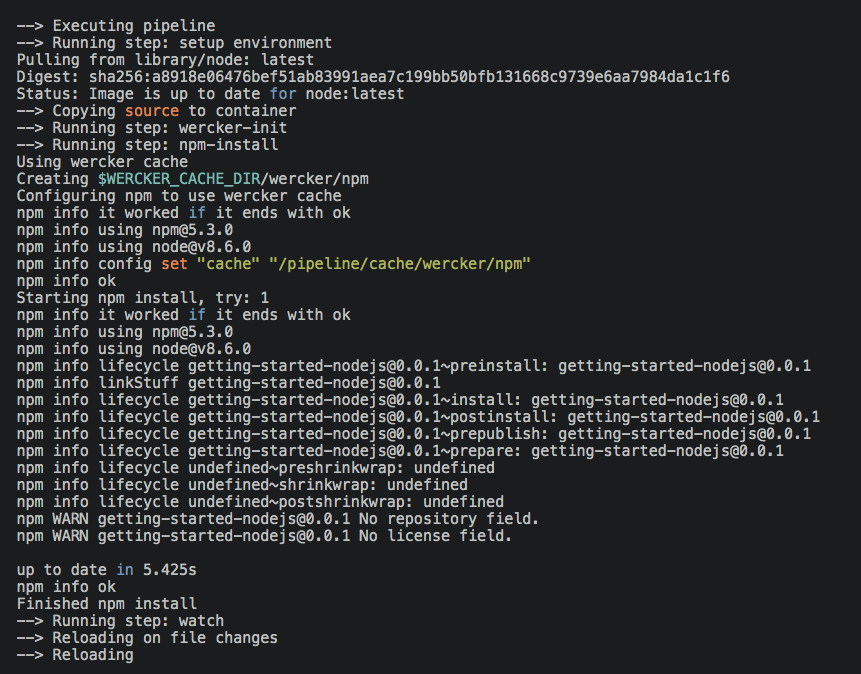 --> Executing pipeline
--> Running step: setup environment
Pulling from library/node: latest
Digest: sha256:a8918e06476bef51ab83991aea7c199bb50bfb131668c9739e6aa7984da1c1f6
Status: Image is up to date for node:latest
--> Copying source to container
--> Running step: wercker-init
--> Running step: npm-install
Using wercker cache
Creating $WERCKER_CACHE_DIR/wercker/npm
Configuring npm to use wercker cache
npm info it worked if it ends with ok
npm info using npm@5.3.0
npm info using node@v8.6.0
npm info config set "cache" "/pipeline/cache/wercker/npm"
npm info ok
Starting npm install, try: 1
npm info it worked if it ends with ok
npm info using npm@5.3.0
npm info using node@v8.6.0
npm info lifecycle getting-started-nodejs@0.0.1~preinstall: getting-started-nodejs@0.0.1
npm info linkStuff getting-started-nodejs@0.0.1
npm info lifecycle getting-started-nodejs@0.0.1~install: getting-started-nodejs@0.0.1
npm info lifecycle getting-started-nodejs@0.0.1~postinstall: getting-started-nodejs@0.0.1
npm info lifecycle getting-started-nodejs@0.0.1~prepublish: getting-started-nodejs@0.0.1
npm info lifecycle getting-started-nodejs@0.0.1~prepare: getting-started-nodejs@0.0.1
npm info lifecycle undefined~preshrinkwrap: undefined
npm info lifecycle undefined~shrinkwrap: undefined
npm info lifecycle undefined~postshrinkwrap: undefined
npm WARN getting-started-nodejs@0.0.1 No repository field.
npm WARN getting-started-nodejs@0.0.1 No license field.
up to date in 5.425s
npm info ok
Finished npm install
--> Running step: watch
--> Reloading on file changes
--> Reloading